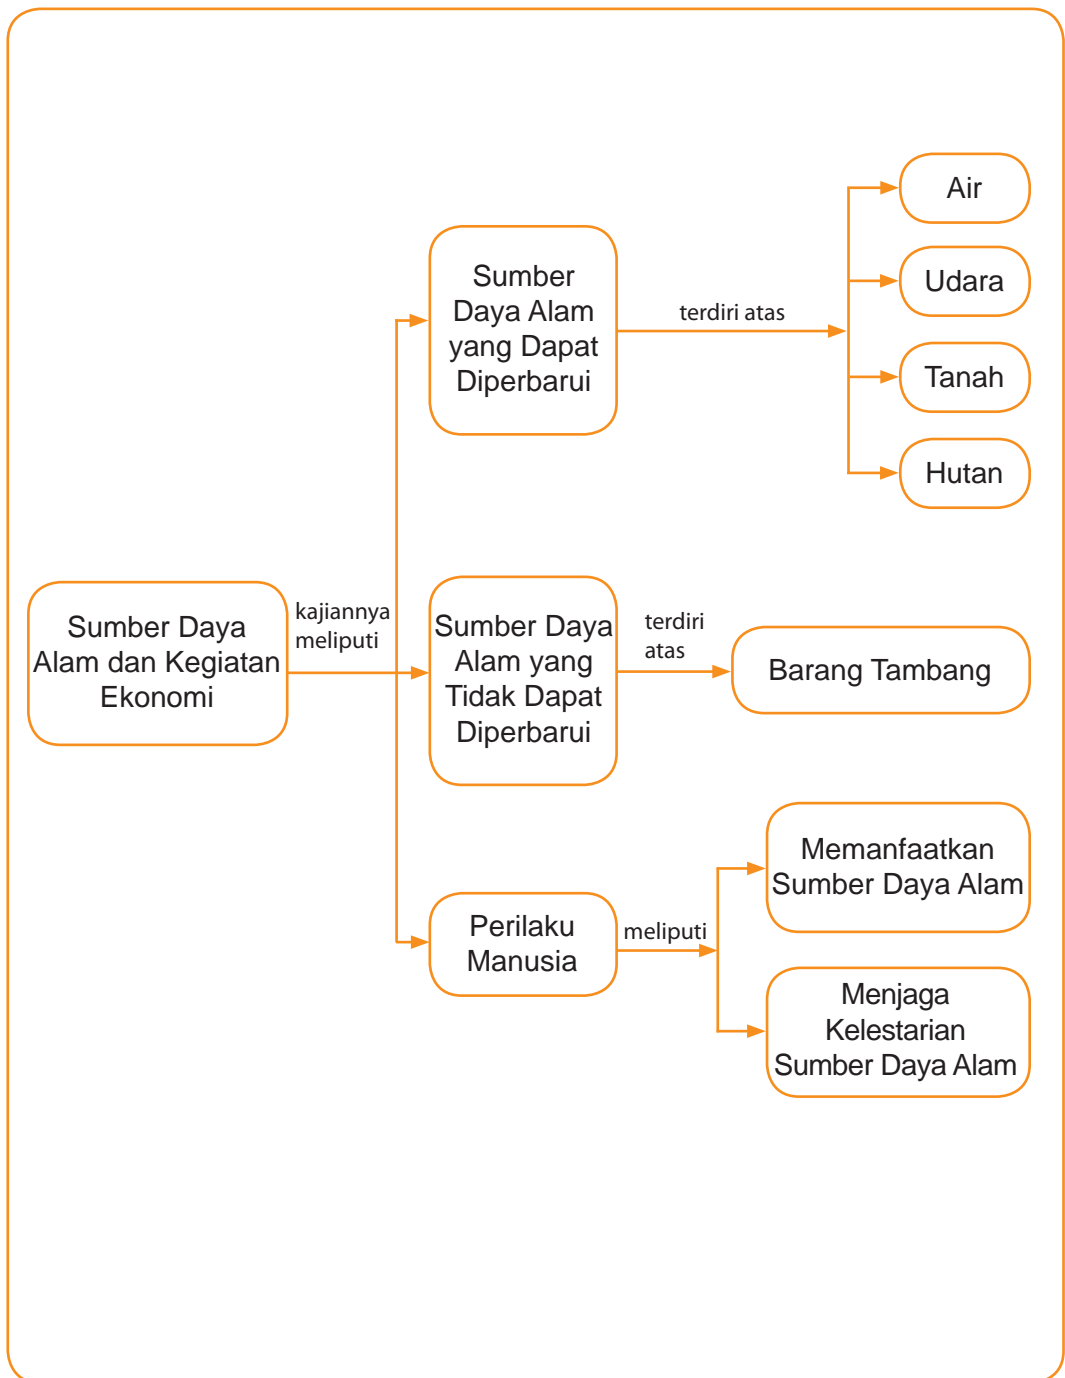 Sumber Daya
Alam dan Kegiatan
Ekonomi
kajiannya
meliputi
Sumber
Daya Alam
yang Dapat
Diperbarui
terdiri atas
Air
Udara
Tanah
Hutan
Sumber Daya
Alam yang
Tidak Dapat
Diperbarui
terdiri
atas
Barang Tambang
Perilaku
Manusia
meliputi
Memanfaatkan
Sumber Daya Alam
Menjaga
Kelestarian
Sumber Daya Alam